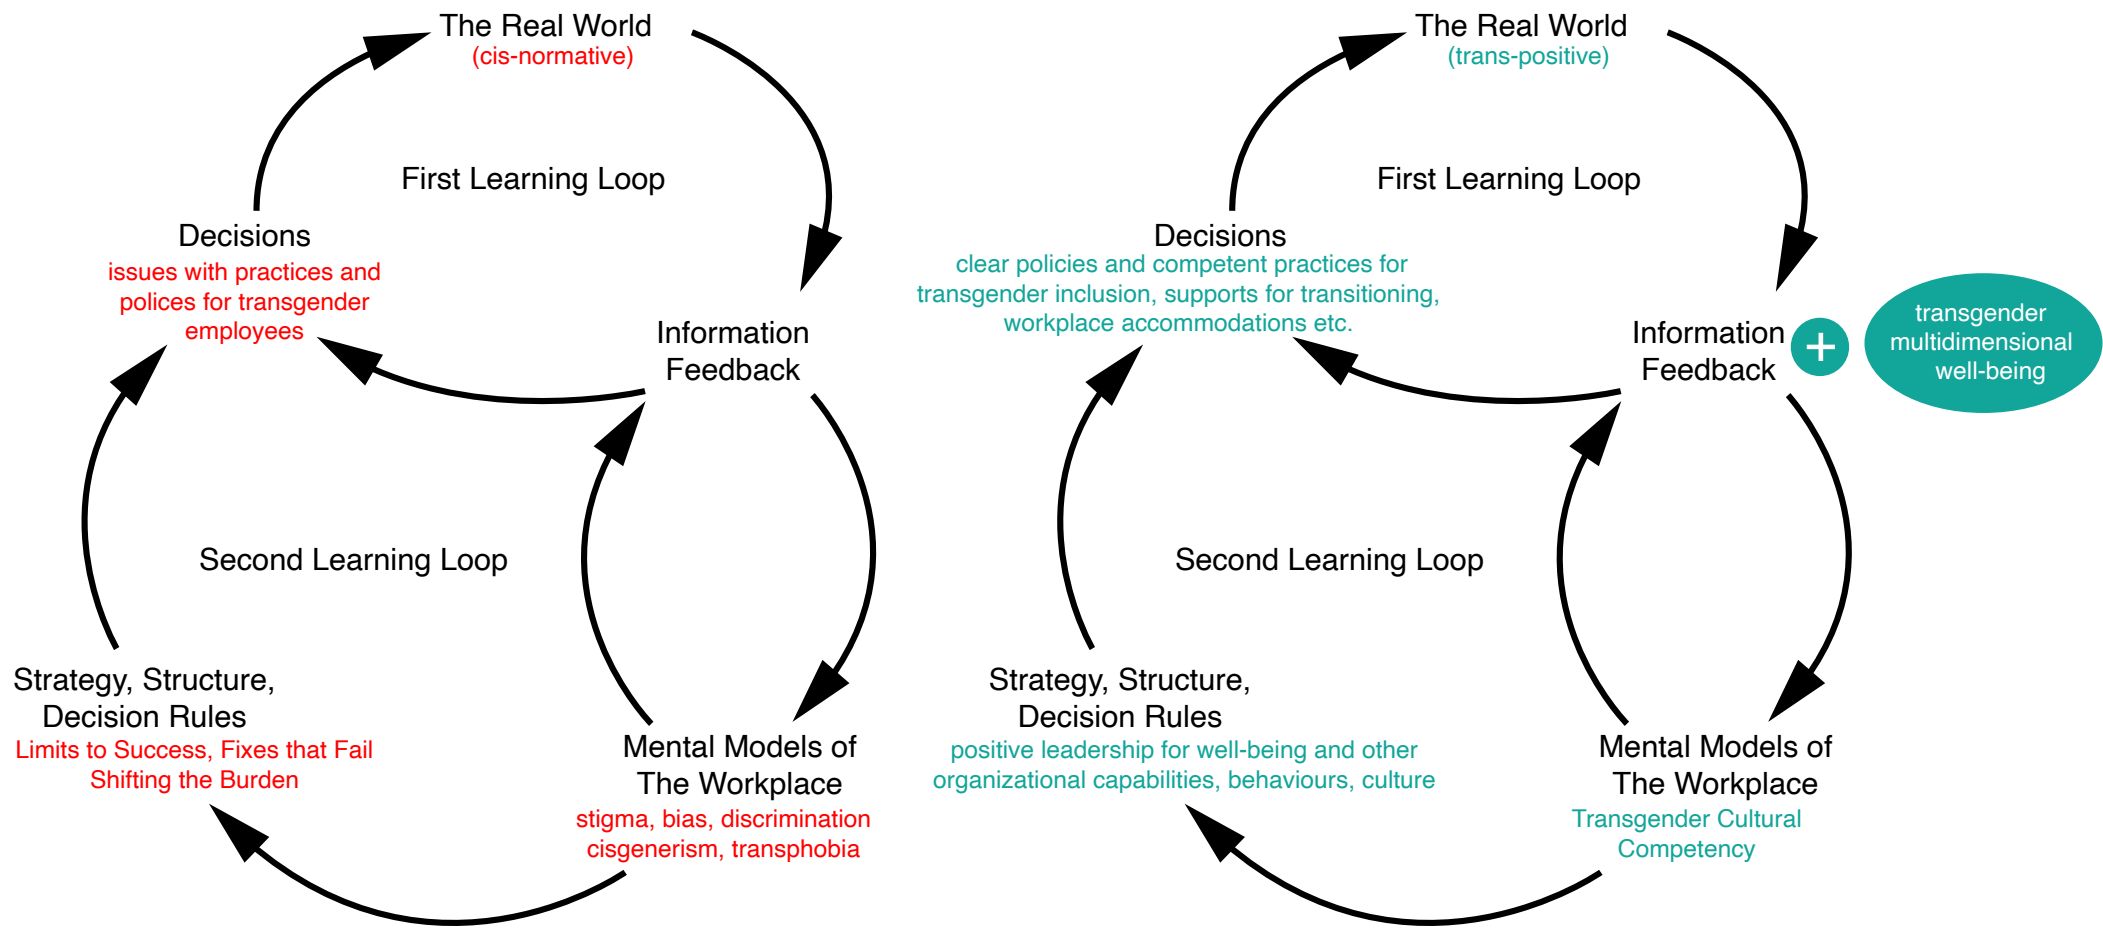 The Real World
(cis-normative)
First Learning Loop
Decisions
issues with practices and
polices for transgender
employees
Information
Feedback
Second Learning Loop
Strategy, Structure,
Decision Rules
Limits to Success, Fixes that Fail
Shifting the Burden
Mental Models of
The Workplace
stigma, bias, discrimination
cisgenerism, transphobia
The Real World
(trans-positive)
First Learning Loop
Decisions
clear policies and competent practices for
transgender inclusion, supports for transitioning,
workplace accommodations etc.
Information
Feedback
+
transgender
multidimensional
well-being
Second Learning Loop
Strategy, Structure,
Decision Rules
positive leadership for well-being and other
organizational capabilities, behaviours, culture
Mental Models of
The Workplace
Transgender Cultural
Competency